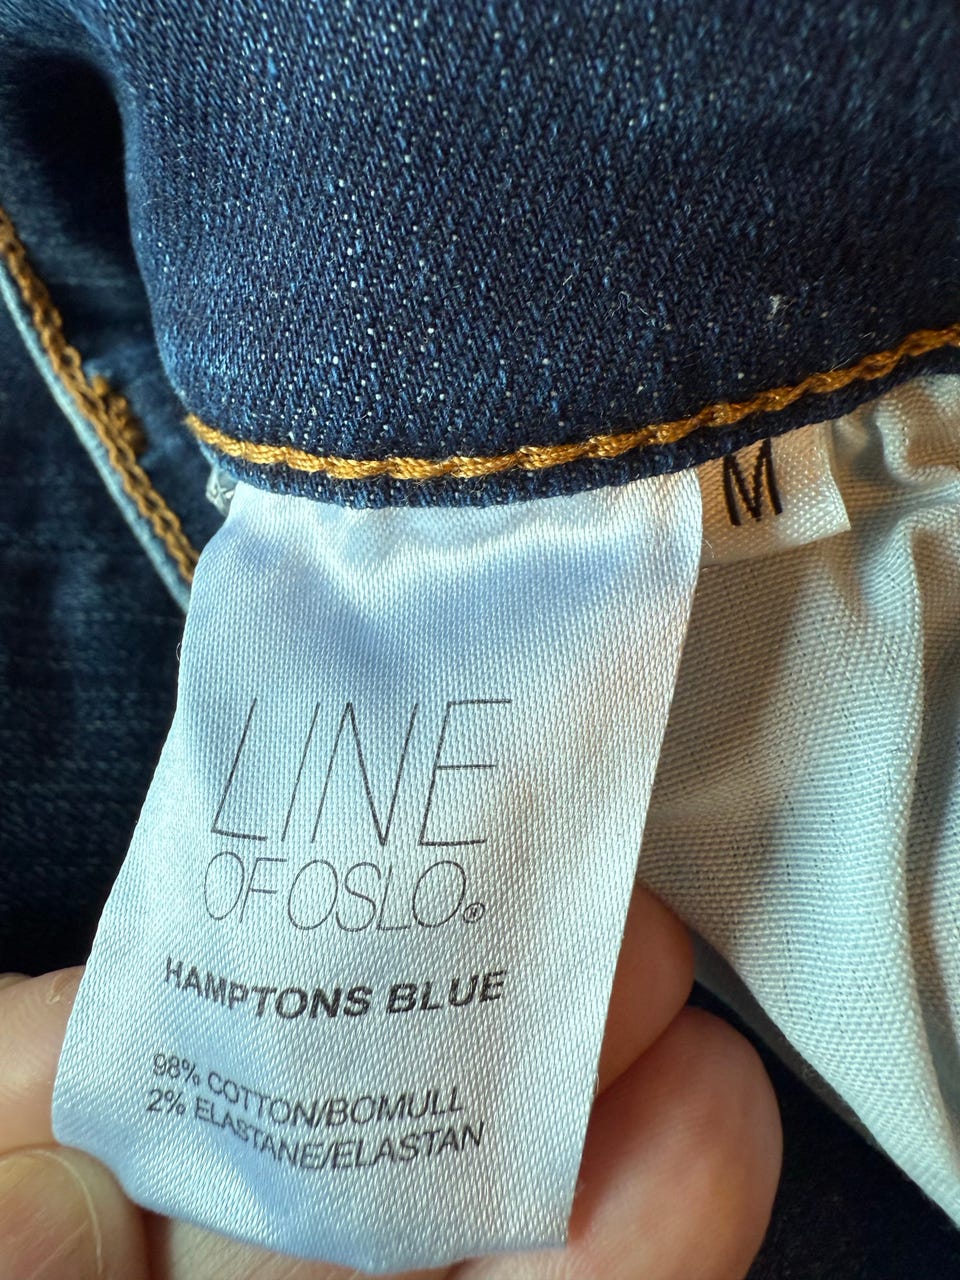 M
LINE
OF OSLO®
HAMPTONS BLUE
98% COTTON/BOMULL
2% ELASTANE/ELASTAN